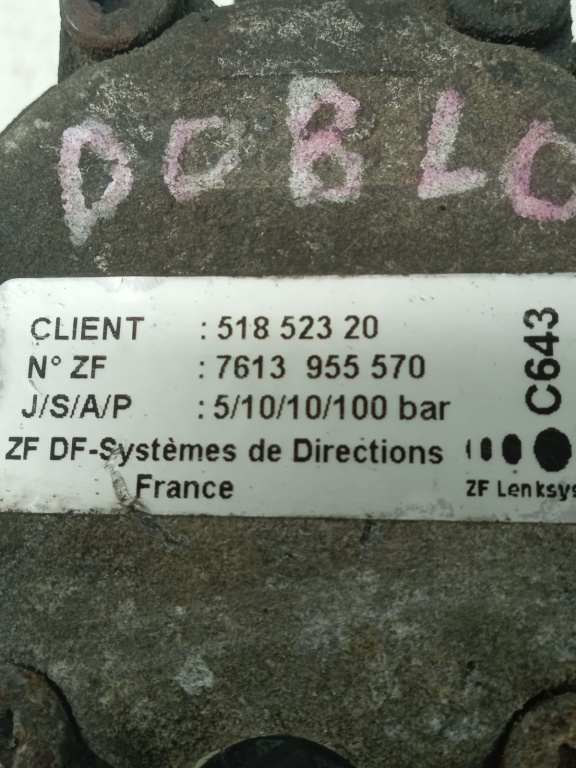 DOBLO
CLIENT : 518 523 20
N° ZF : 7613 955 570
J/S/A/P : 5/10/10/100 bar
ZF DF-Systèmes de Directions
France
C643
ZF Lenksys